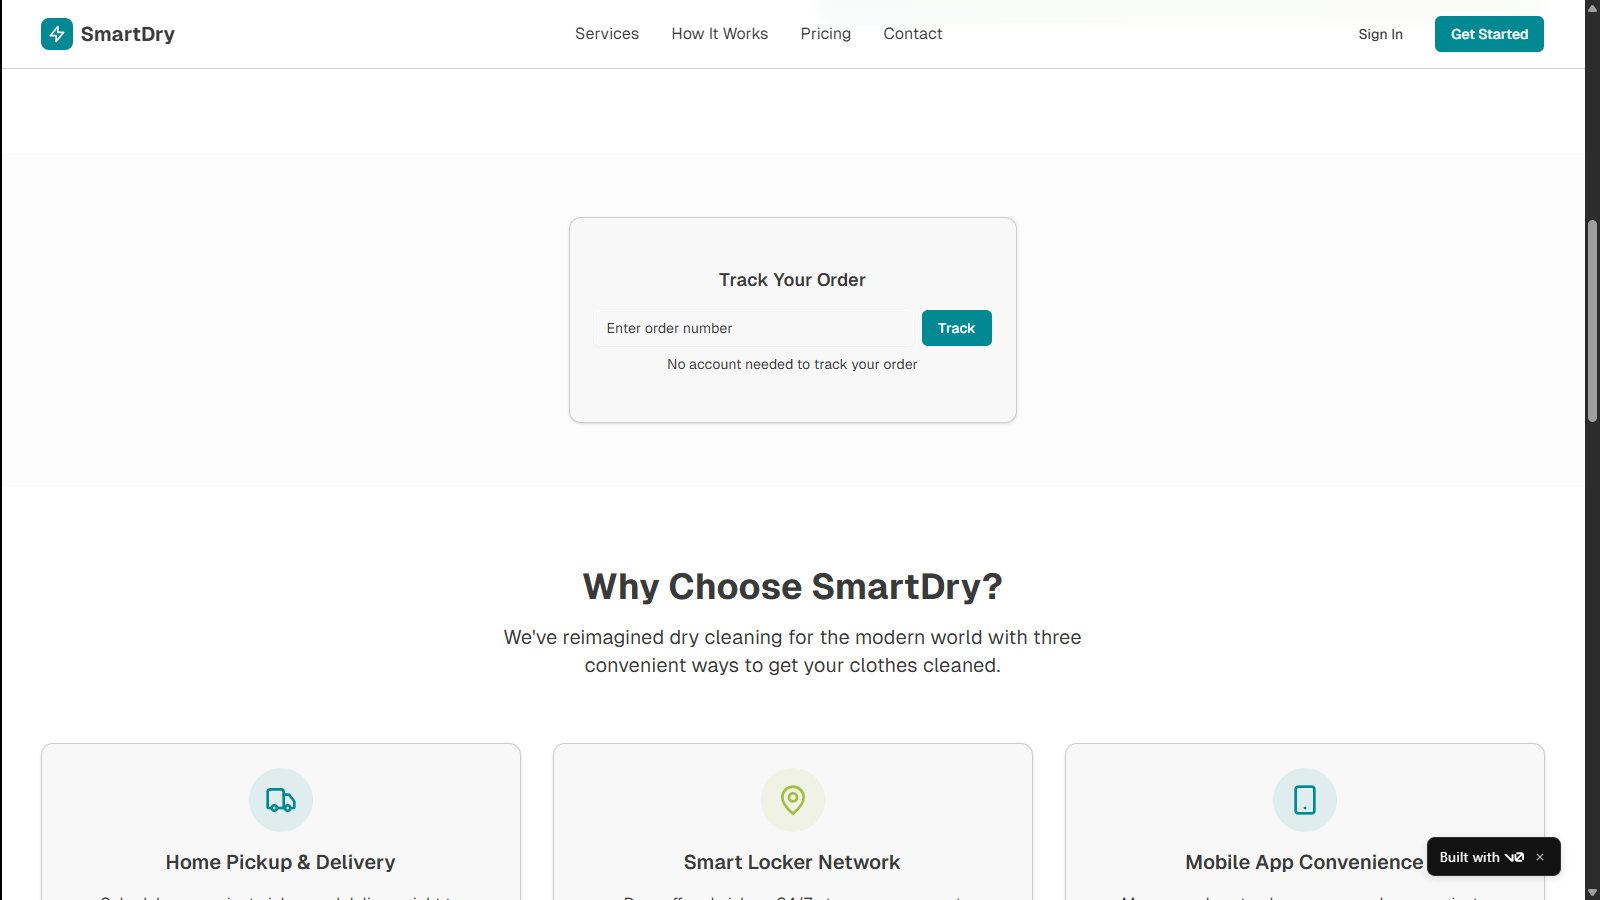 SmartDry
Services
How It Works
Pricing
Contact
Sign In
Get Started
Track Your Order
Enter order number
Track
No account needed to track your order
Why Choose SmartDry?
We've reimagined dry cleaning for the modern world with three
convenient ways to get your clothes cleaned.
Home Pickup & Delivery
Smart Locker Network
Mobile App Convenience
Built with v0